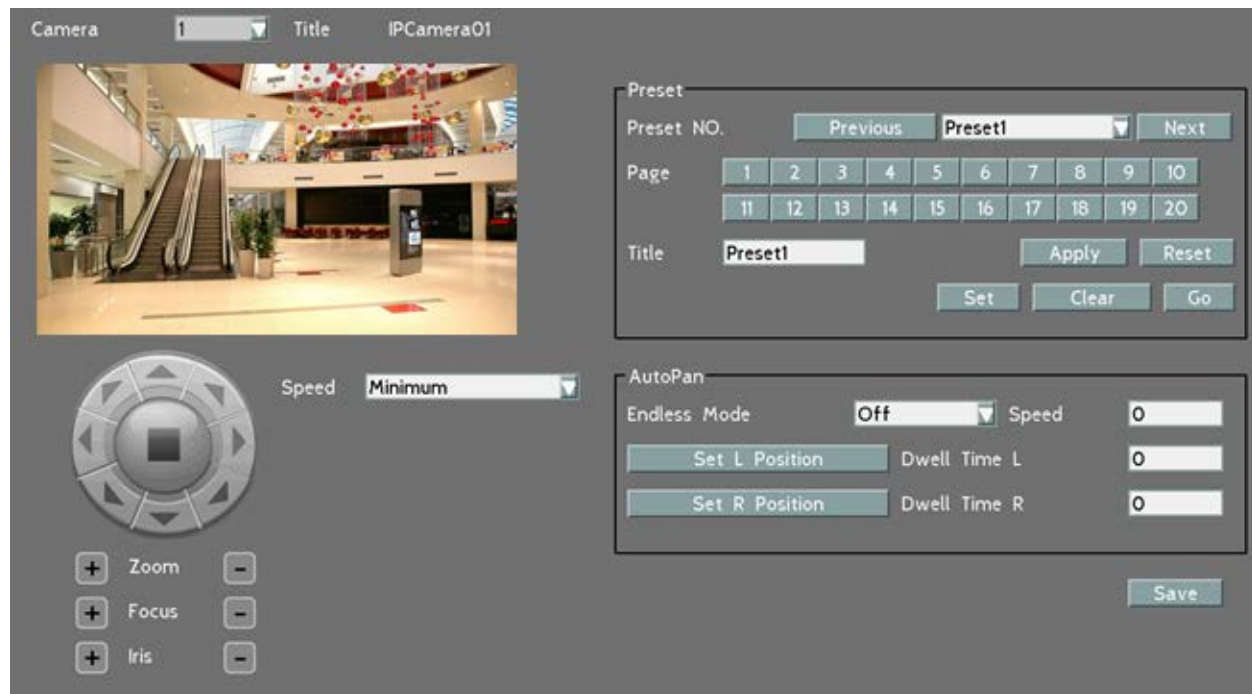 Camera 1 Title IPCamera01
Preset
Preset NO. Previous Preset1 Next
Page 1 2 3 4 5 6 7 8 9 10
11 12 13 14 15 16 17 18 19 20
Title Preset1 Apply Reset
Set Clear Go
Speed Minimum
AutoPan
Endless Mode Off Speed 0
Set L Position Dwell Time L 0
Set R Position Dwell Time R 0
+ Zoom -
+ Focus -
+ Iris -
Save